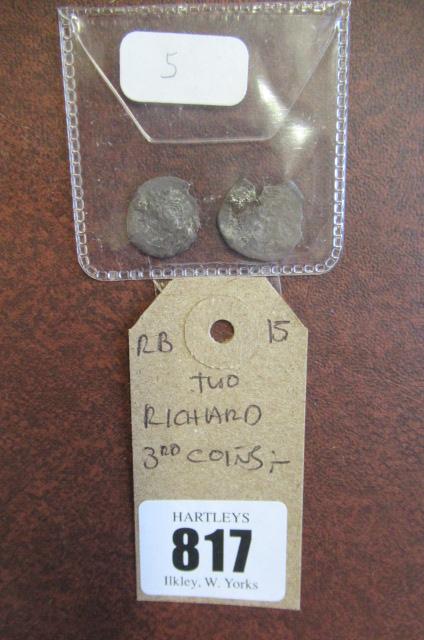 5
RB 15
TWO
RICHARD
3RD COINS:-
HARTLEYS
817
Ilkley, W. Yorks